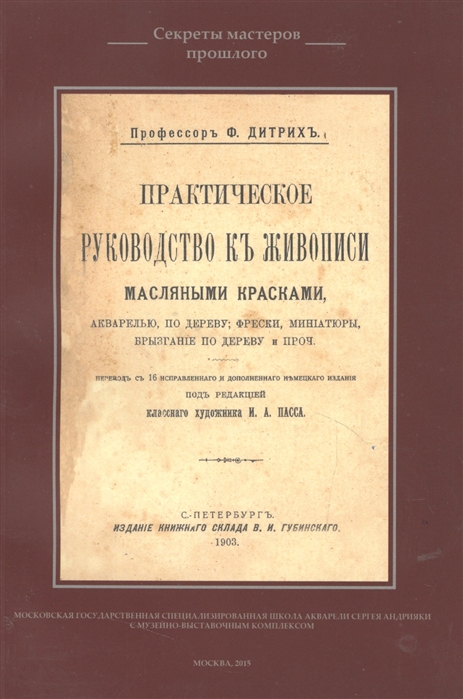 Секреты мастеров
прошлого
Профессоръ Ф. ДИТРИХЪ.
ПРАКТИЧЕСКОЕ
РУКОВОДСТВО КЪ ЖИВОПИСИ
МАСЛЯНЫМИ КРАСКАМИ,
АКВАРЕЛЬЮ, ПО ДЕРЕВУ; ФРЕСКИ, МИНІАТЮРЫ,
БРЫЗГАНІЕ ПО ДЕРЕВУ и ПРОЧ.
ПЕРЕВОДЪ СЪ 16 ИСПРАВЛЕННАГО И ДОПОЛНЕННАГО НѢМЕЦКАГО ИЗДАНІЯ
ПОДЪ РЕДАКЦІЕЙ
классного художника И. А. ПАССА.
С.-ПЕТЕРБУРГЪ.
ИЗДАНІЕ КНИЖНАГО СКЛАДА В. И. ГУБИНСКАГО.
1903.
МОСКОВСКАЯ ГОСУДАРСТВЕННАЯ СПЕЦИАЛИЗИРОВАННАЯ ШКОЛА АКВАРЕЛИ СЕРГЕЯ АНДРИЯКИ
С МУЗЕЙНО-ВЫСТАВОЧНЫМ КОМПЛЕКСОМ
МОСКВА, 2015